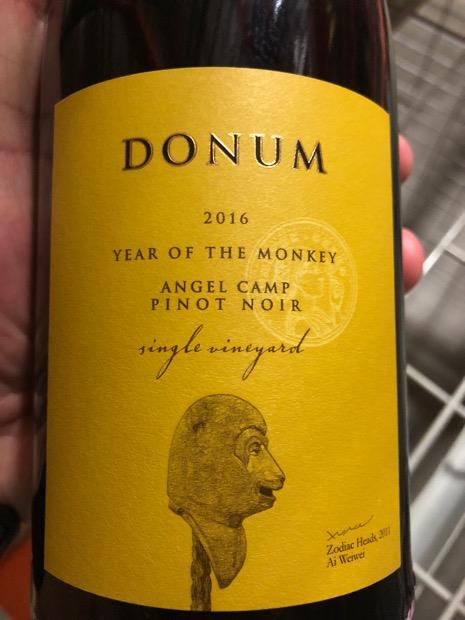 DONUM
2016
YEAR OF THE MONKEY
ANGEL CAMP
PINOT NOIR
single vineyard
Zodiac Heads, 2011
Ai Weiwei